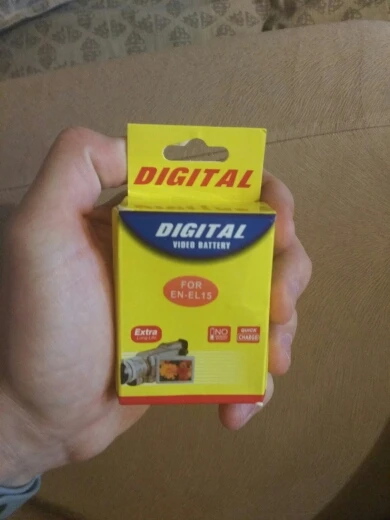 DIGITAL
DIGITAL
VIDEO BATTERY
FOR
EN-EL15
Extra
NO
QUICK
CHARGE